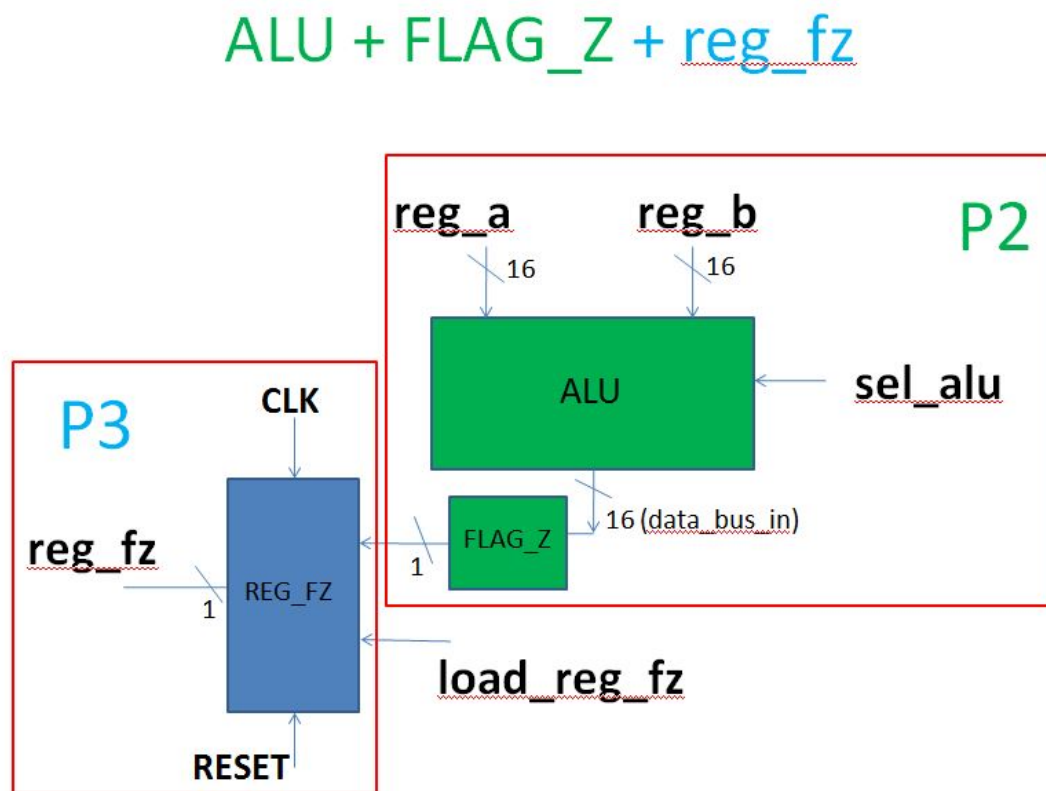 ALU + FLAG_Z + reg_fz
reg_a
reg_b
P2
16
16
ALU
sel_alu
CLK
P3
16 (data_bus_in)
FLAG_Z
reg_fz
1
REG_FZ
1
load_reg_fz
RESET